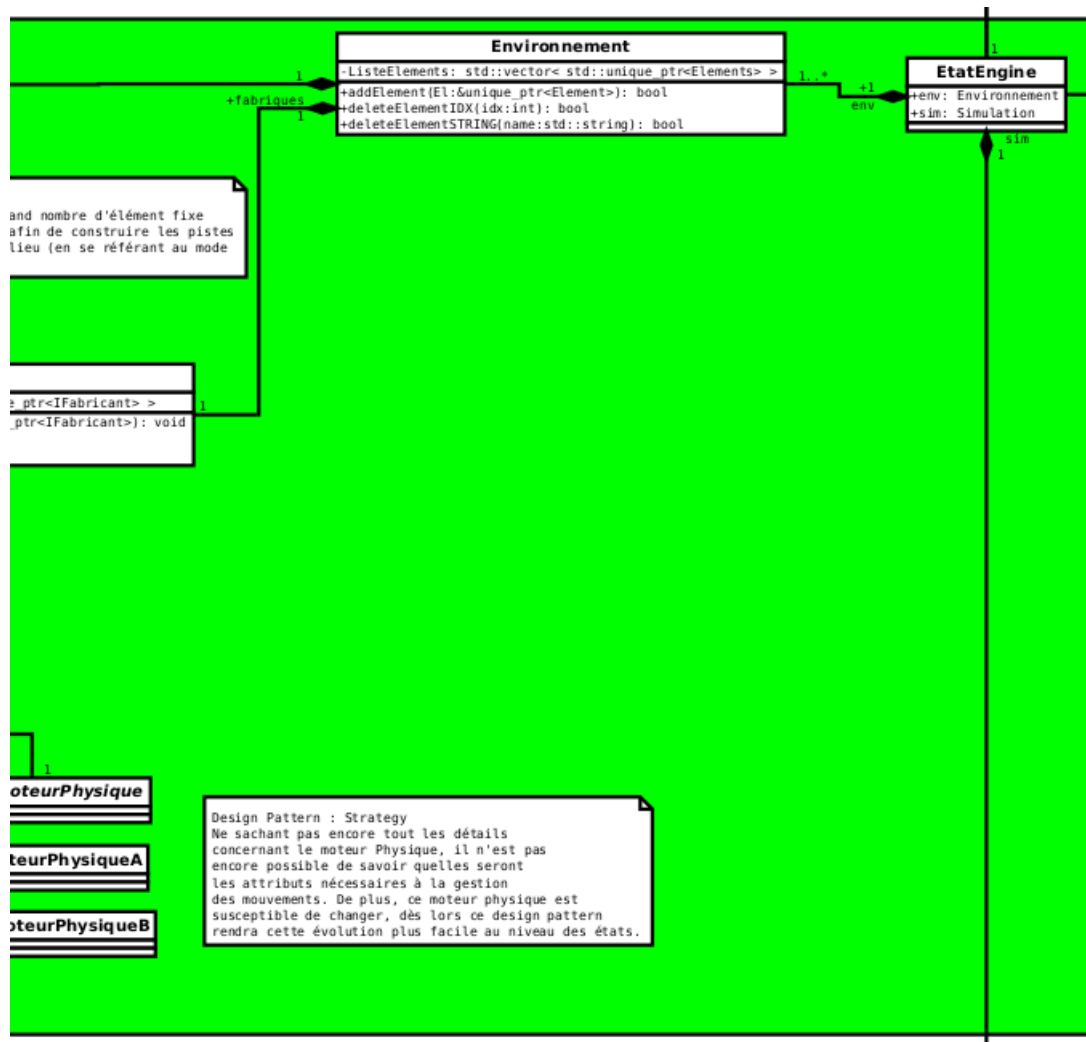 Environnement
-ListeElements: std::vector< std::unique_ptr<Elements> >
+addElement(El:&unique_ptr<Element>): bool
+deleteElementIDX(idx:int): bool
+deleteElementSTRING(name:std::string): bool
1
+fabriques
1
1..*
+1
env
1
EtatEngine
+env: Environnement
+sim: Simulation
sim
1
and nombre d'élément fixe
afin de construire les pistes
lieu (en se référant au mode
e_ptr<IFabricant> >
_ptr<IFabricant>): void
1
1
oteurPhysique
teurPhysiqueA
oteurPhysiqueB
Design Pattern : Strategy
Ne sachant pas encore tout les détails
concernant le moteur Physique, il n'est pas
encore possible de savoir quelles seront
les attributs nécessaires à la gestion
des mouvements. De plus, ce moteur physique est
susceptible de changer, dès lors ce design pattern
rendra cette évolution plus facile au niveau des états.